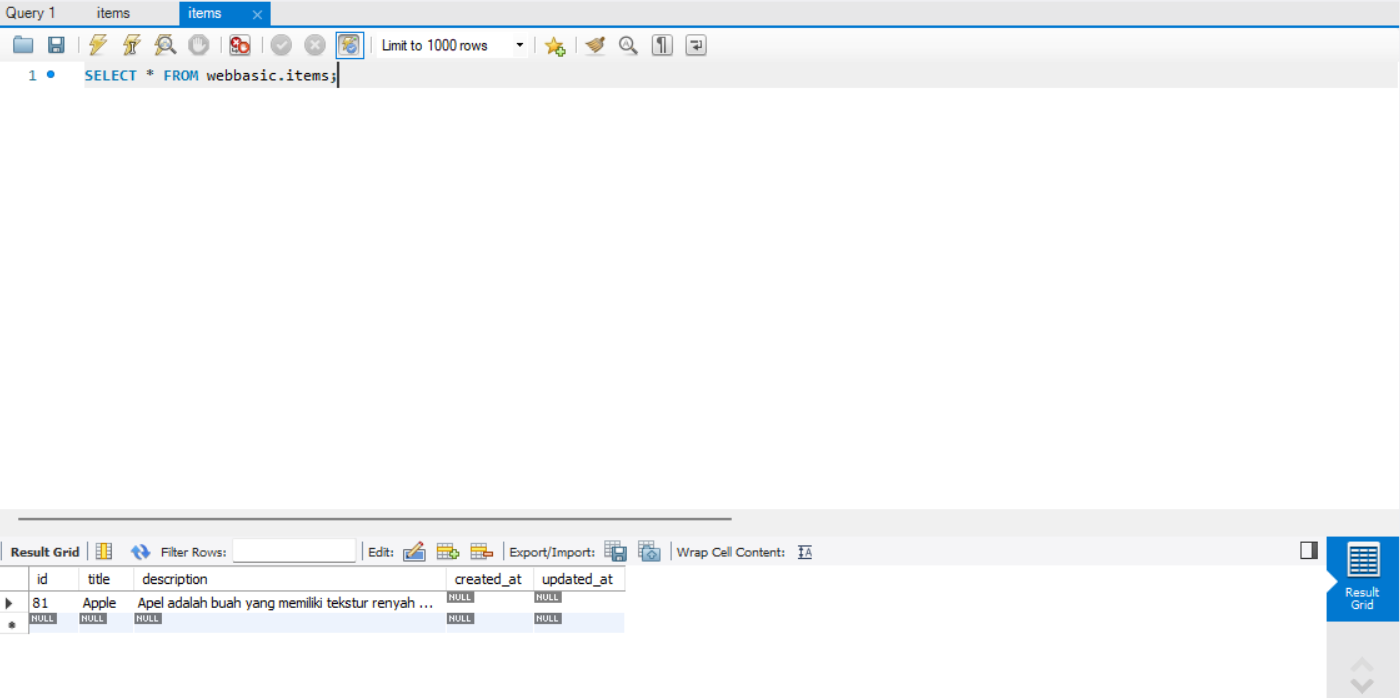 Query 1 items items
Limit to 1000 rows
1 SELECT * FROM webbasic.items;
Result Grid Filter Rows: Edit: Export/Import: Wrap Cell Content:
id title description created_at updated_at
81 Apple Apel adalah buah yang memiliki tekstur renyah ... NULL NULL
NULL NULL NULL NULL NULL
Result
Grid